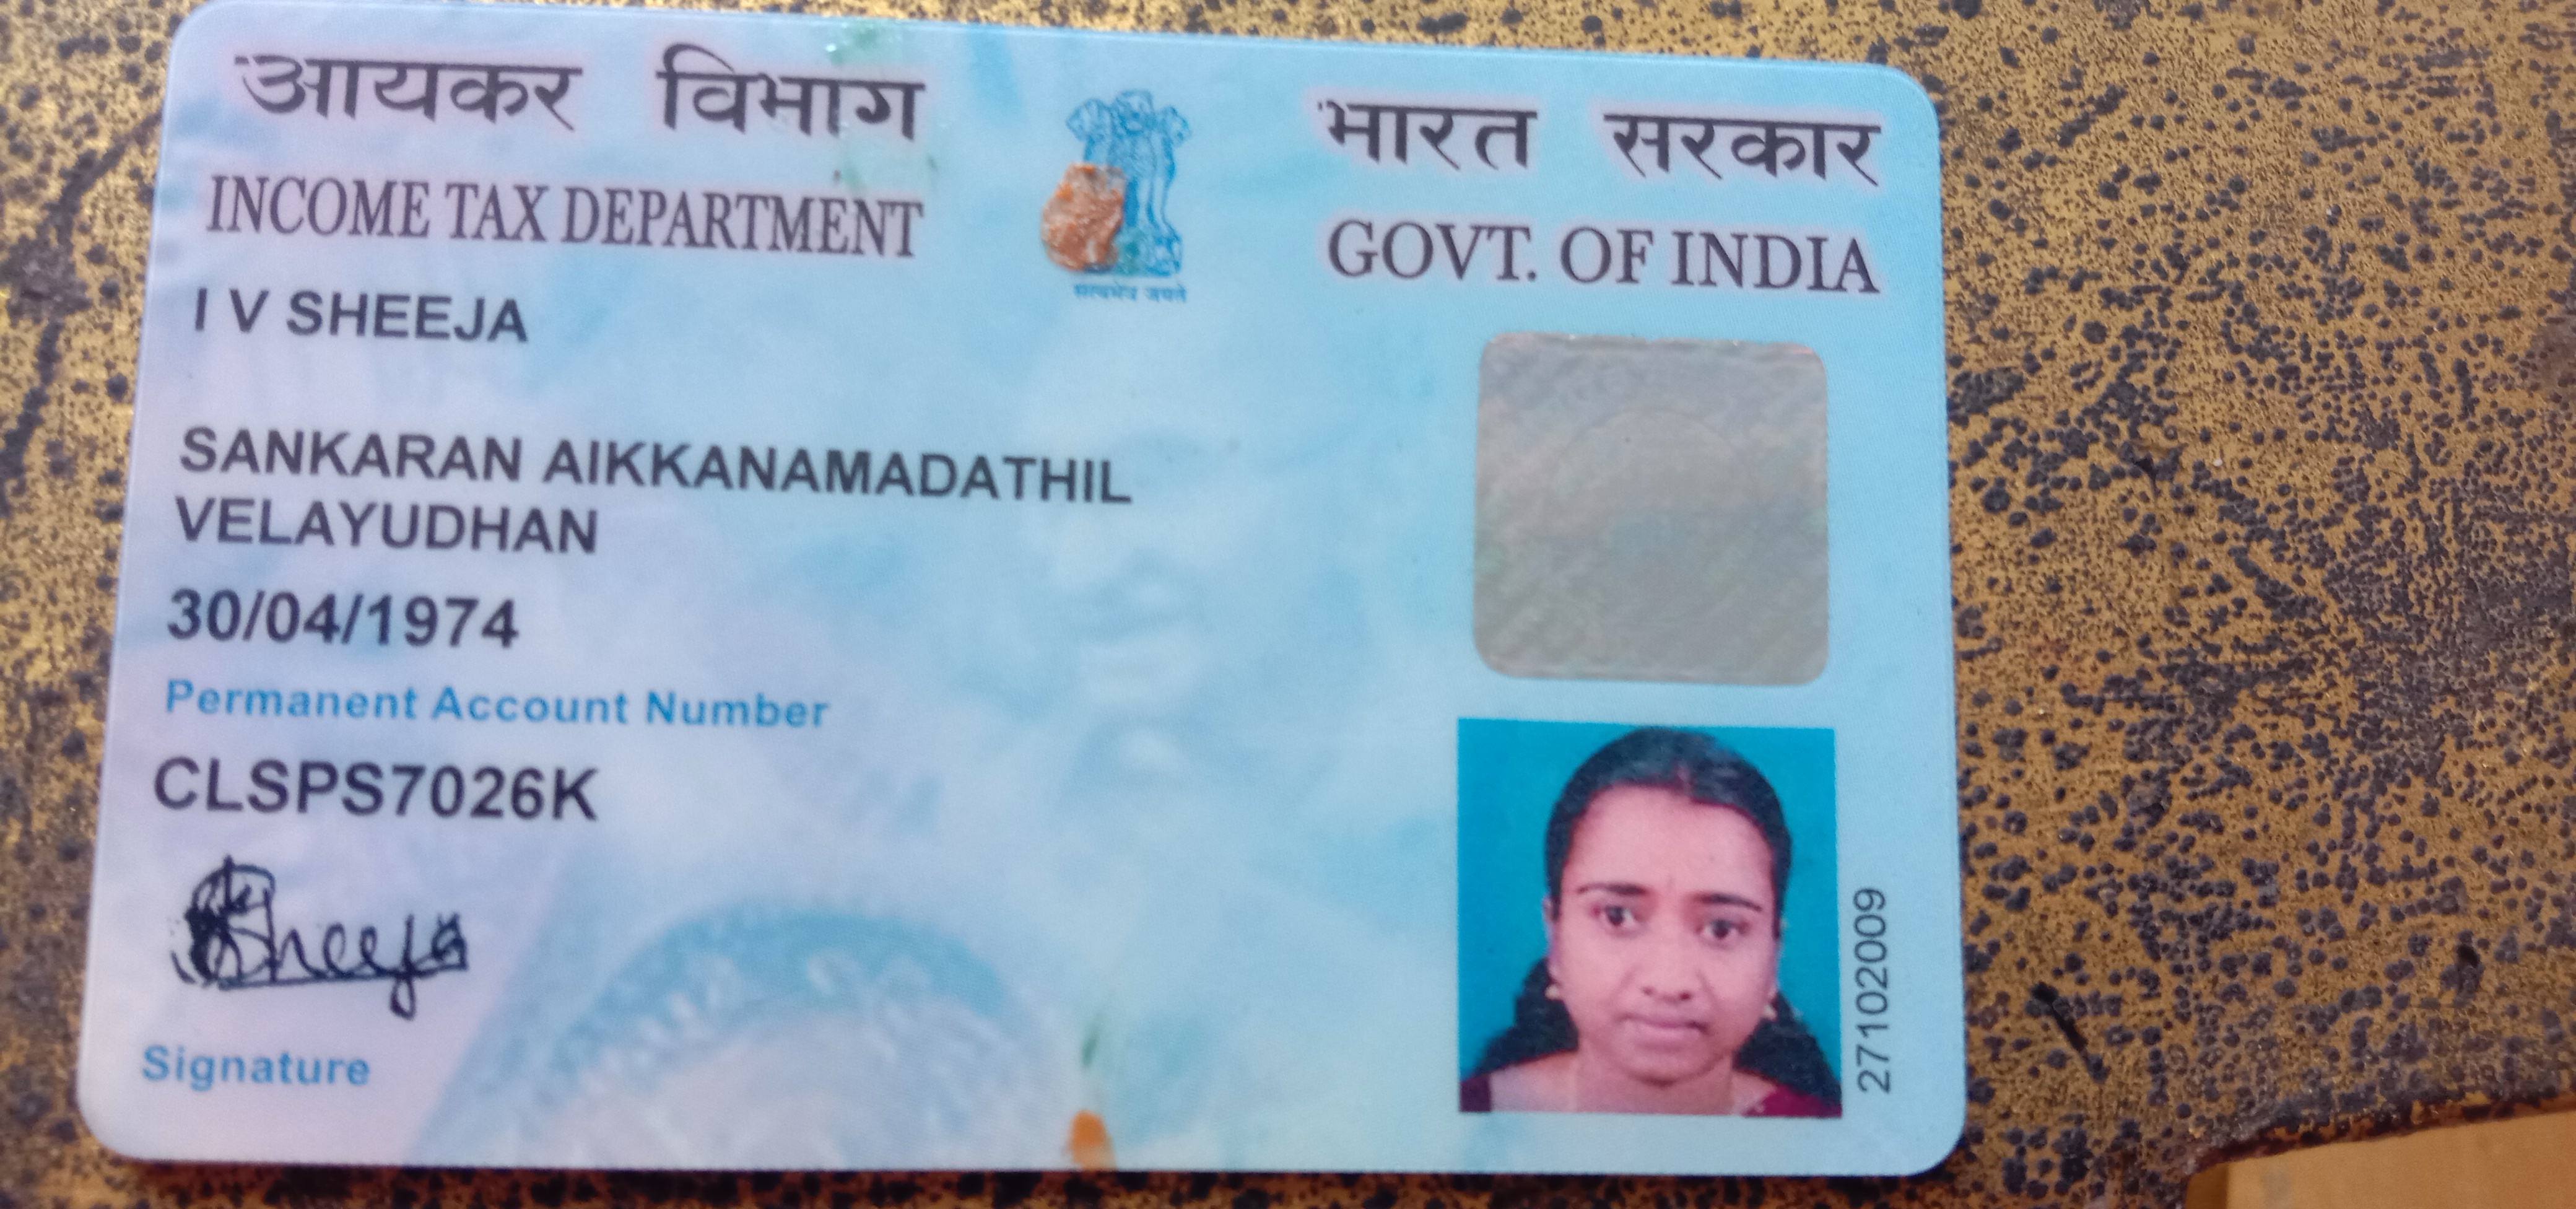 आयकर विभाग
INCOME TAX DEPARTMENT
भारत सरकार
GOVT. OF INDIA
सत्यमेव जयते
I V SHEEJA
SANKARAN AIKKANAMADATHIL
VELAYUDHAN
30/04/1974
Permanent Account Number
CLSPS7026K
Sheeja
Signature
27102009